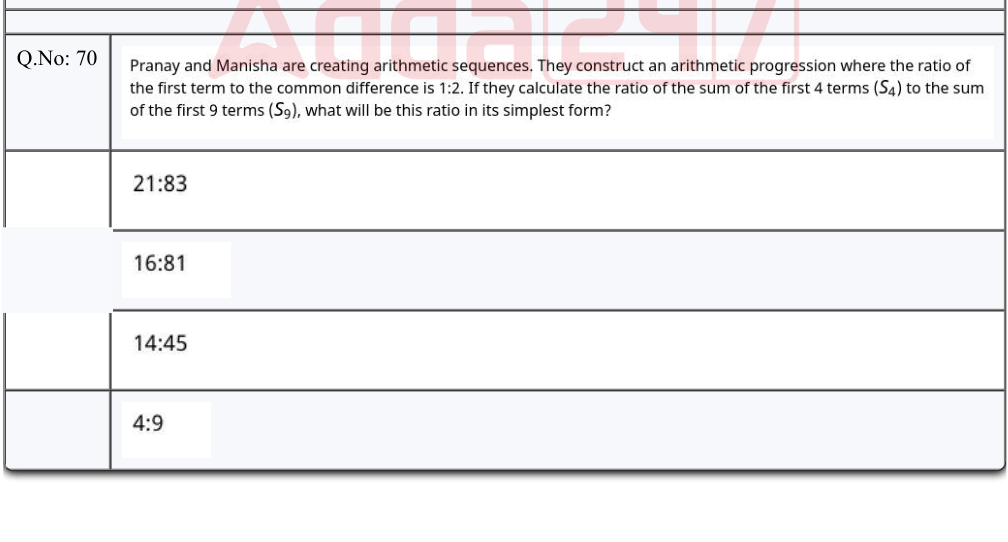 Adda247
Q.No: 70
Pranay and Manisha are creating arithmetic sequences. They construct an arithmetic progression where the ratio of
the first term to the common difference is 1:2. If they calculate the ratio of the sum of the first 4 terms (S₄) to the sum
of the first 9 terms (S₉), what will be this ratio in its simplest form?
21:83
16:81
14:45
4:9